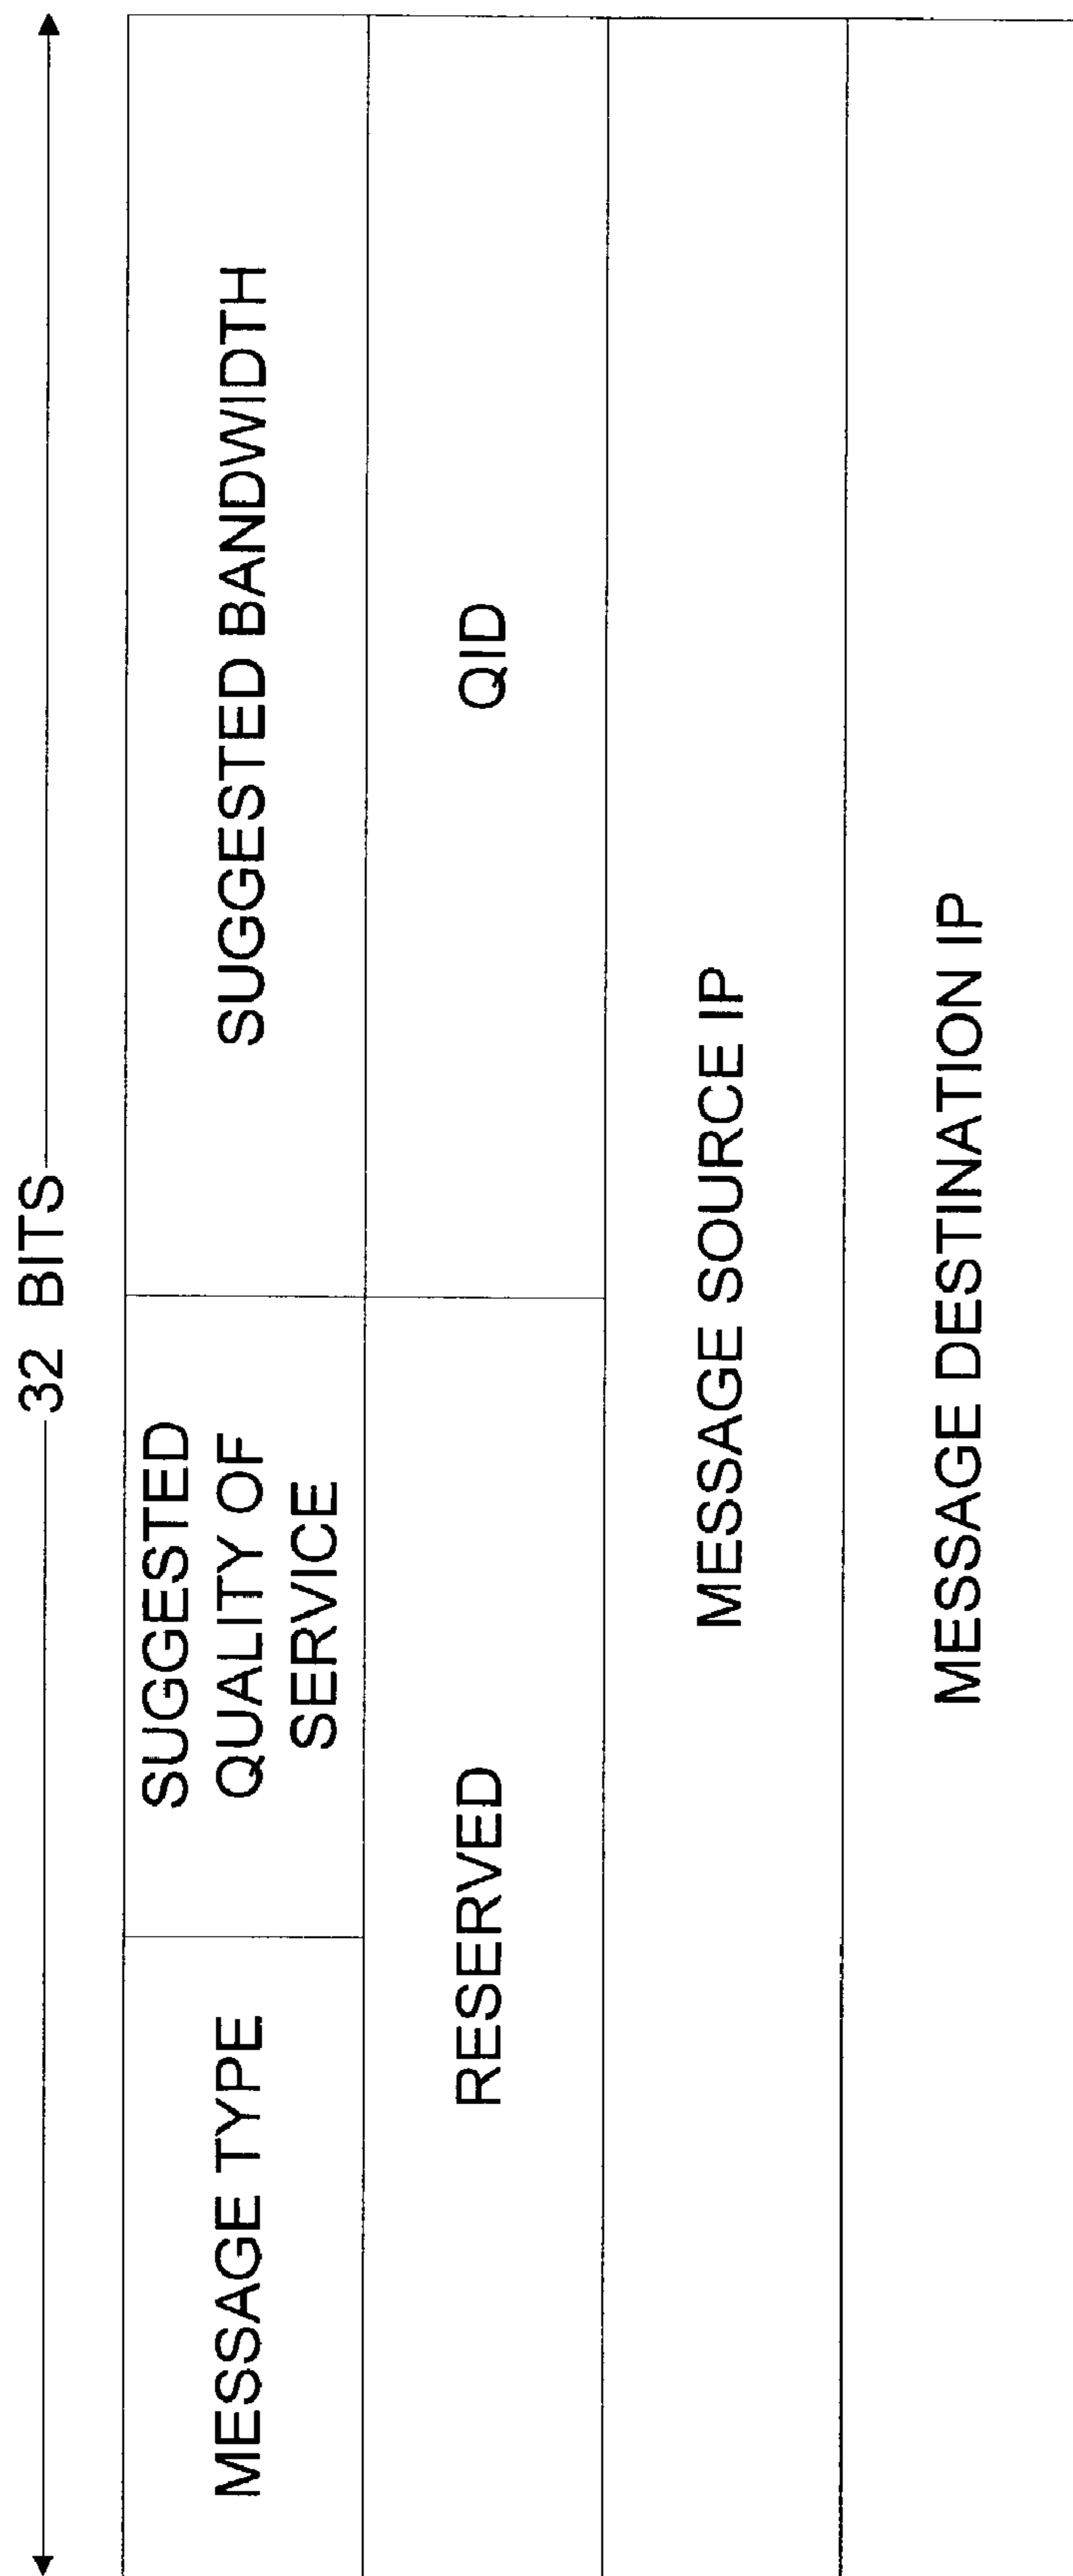 32 BITS
MESSAGE TYPE
SUGGESTED
QUALITY OF
SERVICE
SUGGESTED BANDWIDTH
RESERVED
QID
MESSAGE SOURCE IP
MESSAGE DESTINATION IP